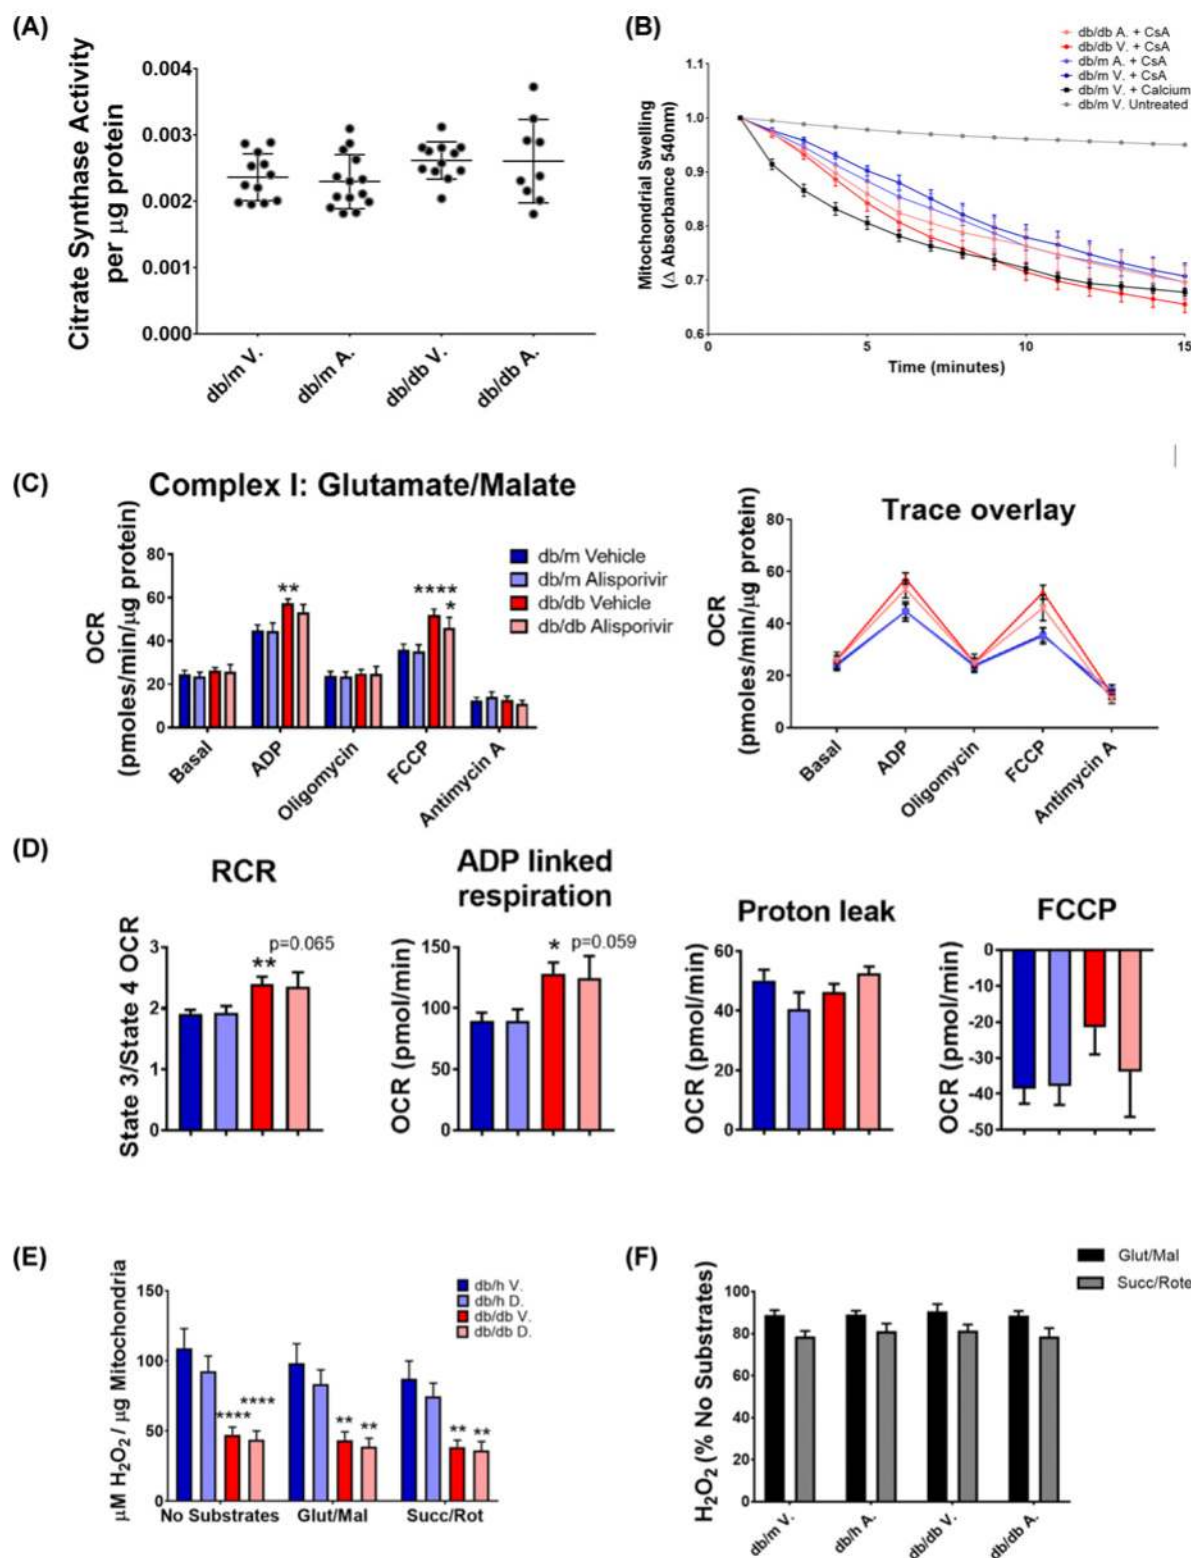 (A)
0.004
0.003
0.002
0.001
0.000
Citrate Synthase Activity
per µg protein
db/m V.
db/m A.
db/db V.
db/db A.
(B)
db/db A. + CsA
db/db V. + CsA
db/m A. + CsA
db/m V. + CsA
db/m V. + Calcium
db/m V. Untreated
1.1
1.0
0.9
0.8
0.7
0.6
Mitochondrial Swelling
(Δ Absorbance 540nm)
0
5
10
15
Time (minutes)
(C)
Complex I: Glutamate/Malate
OCR
(pmoles/min/µg protein)
80
60
40
20
0
**
****
*
db/m Vehicle
db/m Alisporivir
db/db Vehicle
db/db Alisporivir
Basal
ADP
Oligomycin
FCCP
Antimycin A
Trace overlay
OCR
(pmoles/min/µg protein)
80
60
40
20
0
Basal
ADP
Oligomycin
FCCP
Antimycin A
(D)
RCR
State 3/State 4 OCR
3
2
1
0
**
p=0.065
ADP linked
respiration
OCR (pmol/min)
150
100
50
0
*
p=0.059
Proton leak
OCR (pmol/min)
60
40
20
0
FCCP
OCR (pmol/min)
0
-10
-20
-30
-40
-50
(E)
µM H₂O₂ / µg Mitochondria
150
100
50
0
db/h V.
db/h D.
db/db V.
db/db D.
****
****
**
**
**
**
No Substrates
Glut/Mal
Succ/Rot
(F)
H₂O₂ (% No Substrates)
100
80
60
40
20
0
Glut/Mal
Succ/Rote
db/m V.
db/h A.
db/db V.
db/db A.